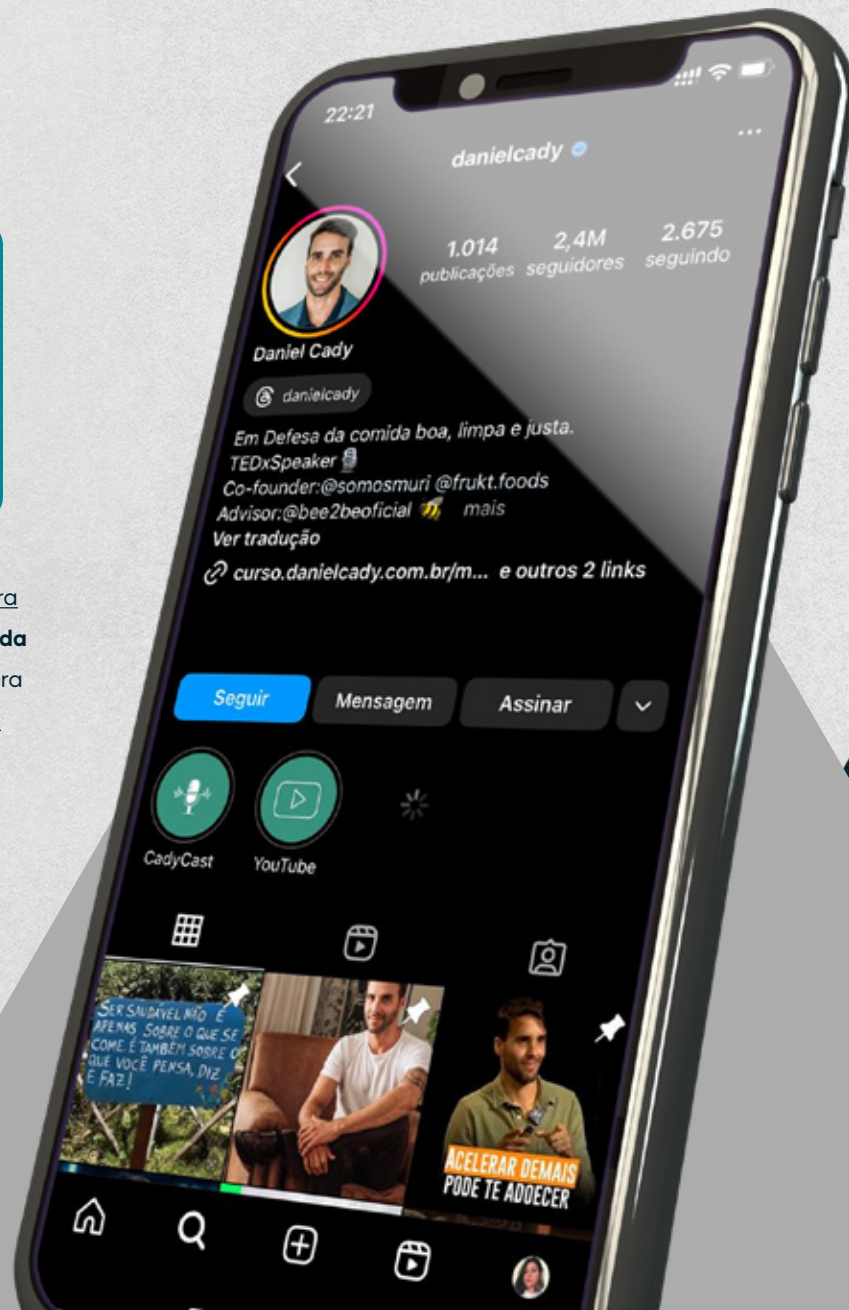 22:21
danielcady
...
1.014
publicações
2,4M
seguidores
2.675
seguindo
Daniel Cady
danielcady
Em Defesa da comida boa, limpa e justa.
TEDxSpeaker
Co-founder:@somosmuri @frukt.foods
Advisor:@bee2beoficial mais
Ver tradução
curso.danielcady.com.br/m... e outros 2 links
ra
da
ra
Seguir
Mensagem
Assinar
CadyCast
YouTube
SER SAUDÁVEL NÃO É
APENAS SOBRE O QUE SE
COME. É TAMBÉM SOBRE O
QUE VOCÊ PENSA, DIZ
E FAZ!
ACELERAR DEMAIS
PODE TE ADOECER